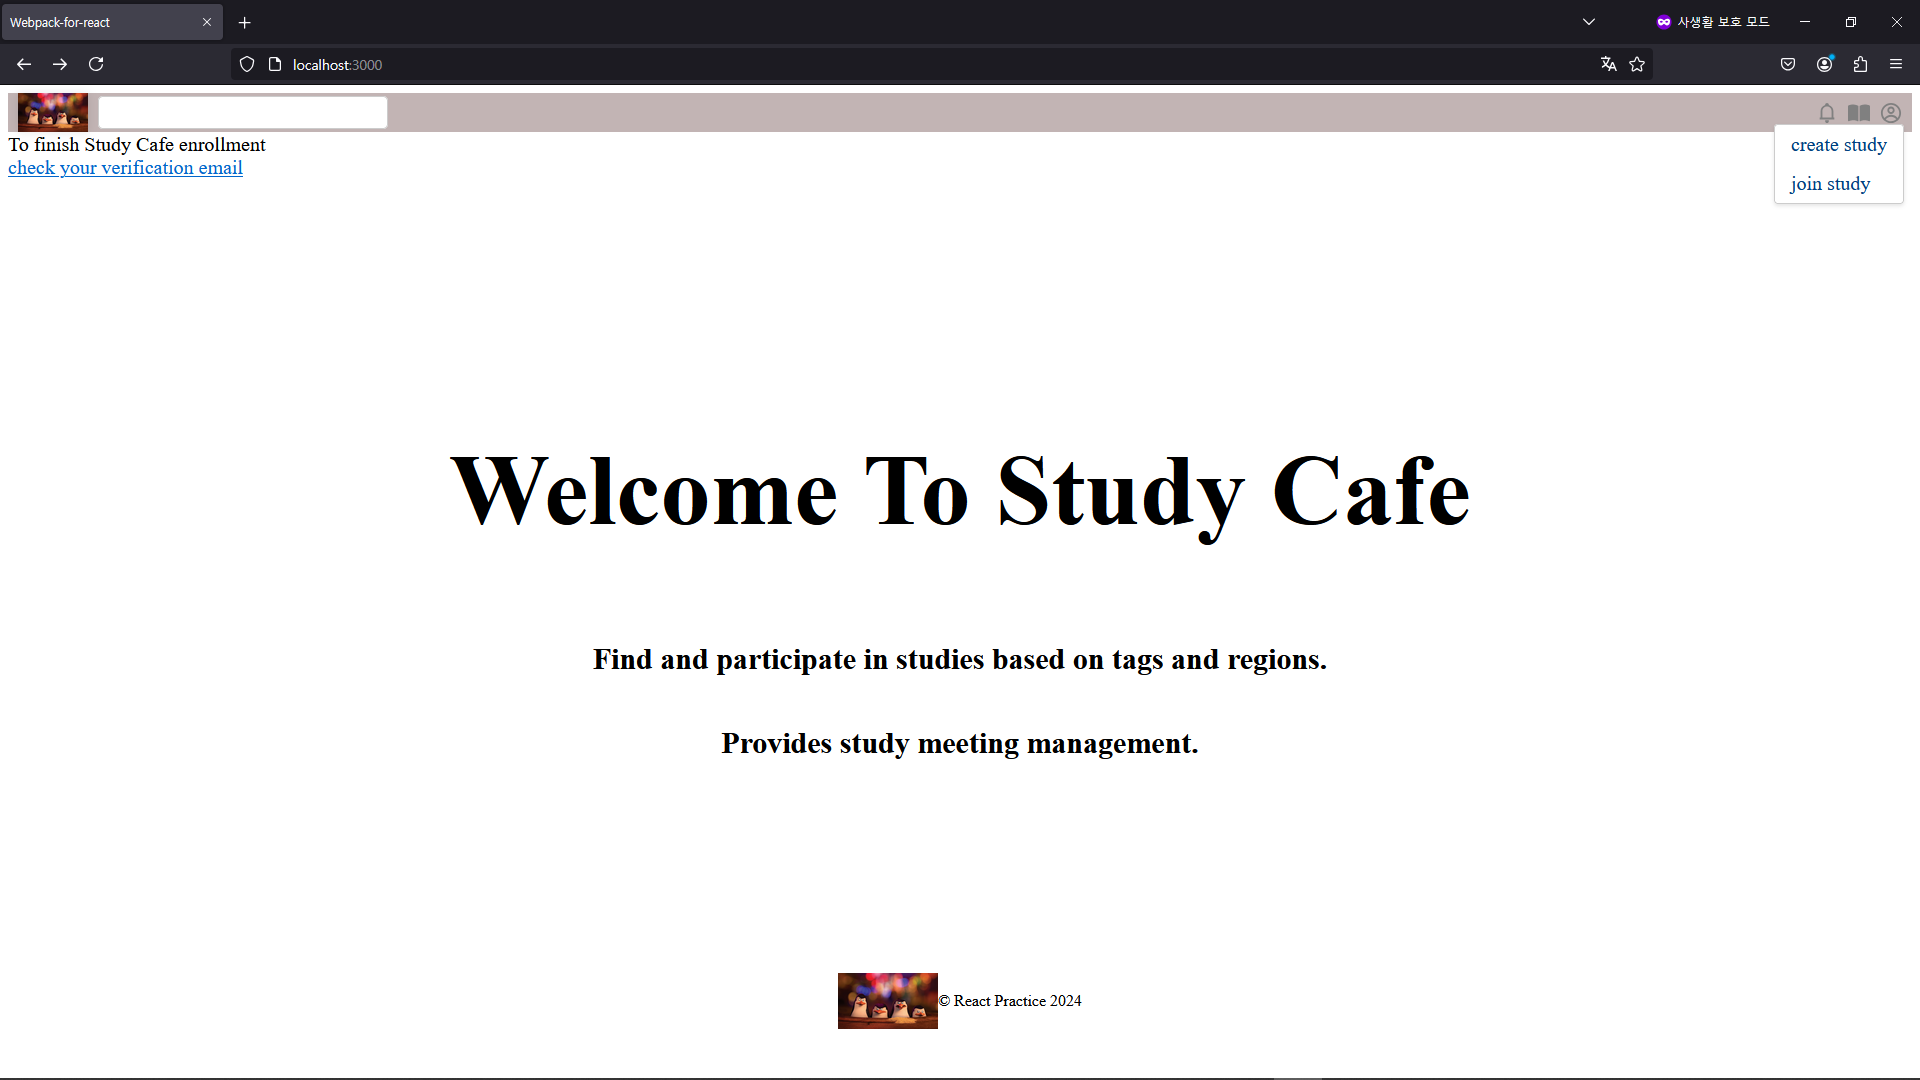 Webpack-for-react
사생활 보호 모드
localhost:3000
To finish Study Cafe enrollment
check your verification email
create study
join study
Welcome To Study Cafe
Find and participate in studies based on tags and regions.
Provides study meeting management.
© React Practice 2024